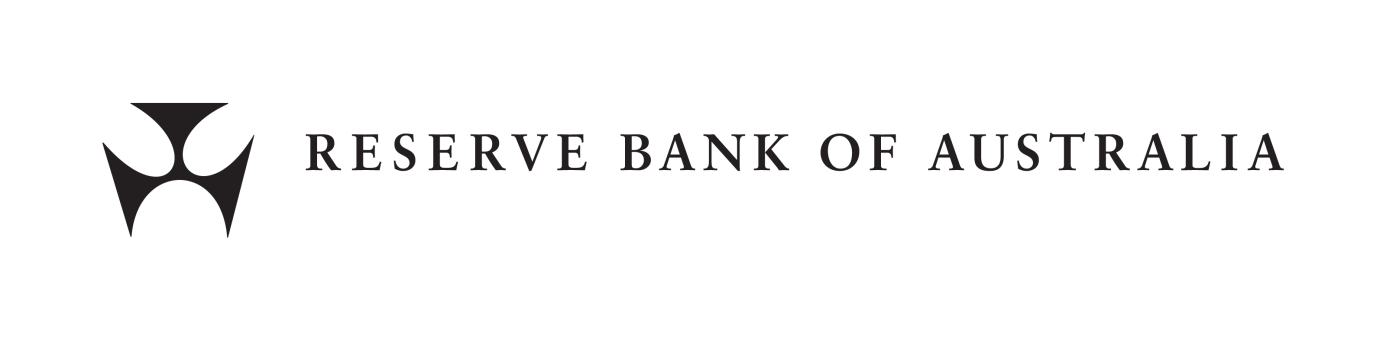 RESERVE BANK OF AUSTRALIA